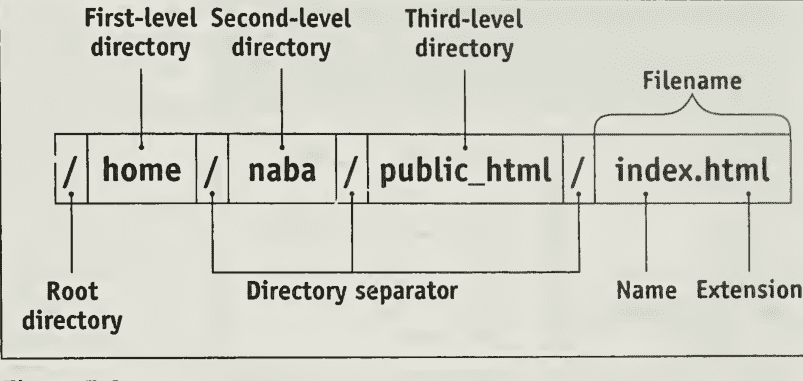 First-level Second-level Third-level
directory directory directory
Filename
/ home / naba / public_html / index.html
Root Directory separator Name Extension
directory